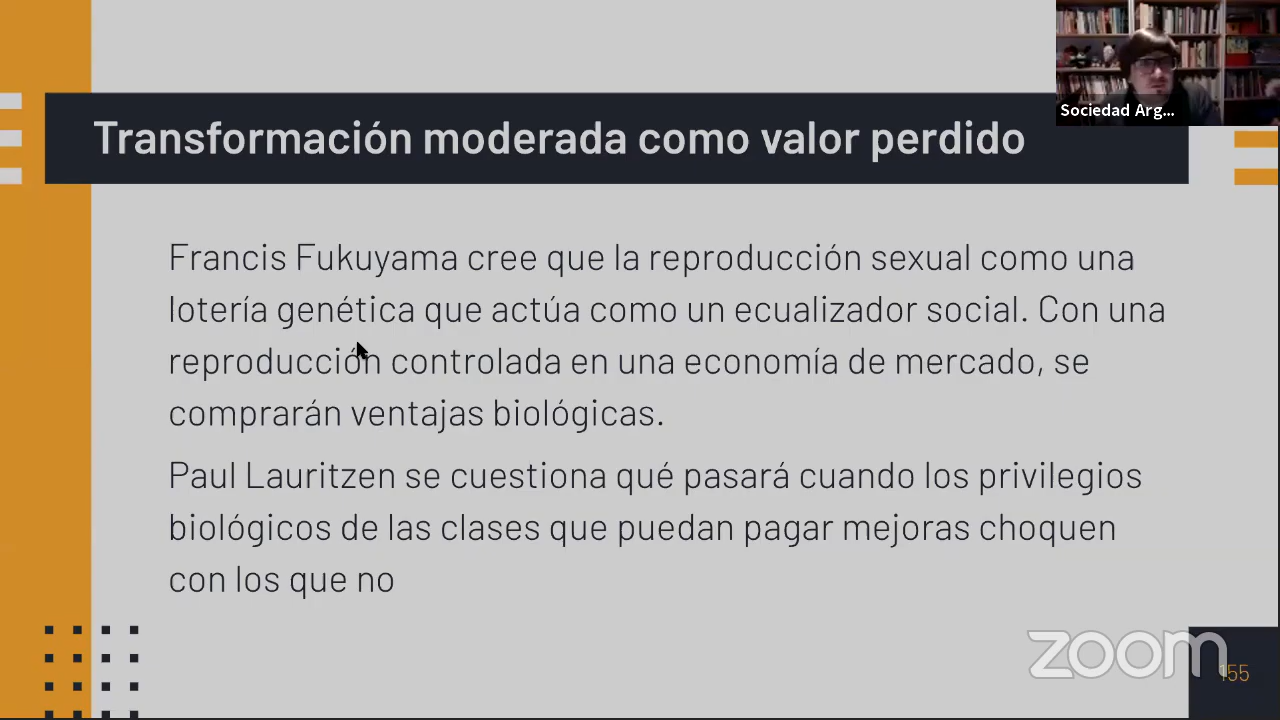 Sociedad Arg...
Transformación moderada como valor perdido
Francis Fukuyama cree que la reproducción sexual como una
lotería genética que actúa como un ecualizador social. Con una
reproducción controlada en una economía de mercado, se
comprarán ventajas biológicas.
Paul Lauritzen se cuestiona qué pasará cuando los privilegios
biológicos de las clases que puedan pagar mejoras choquen
con los que no
zoom
155